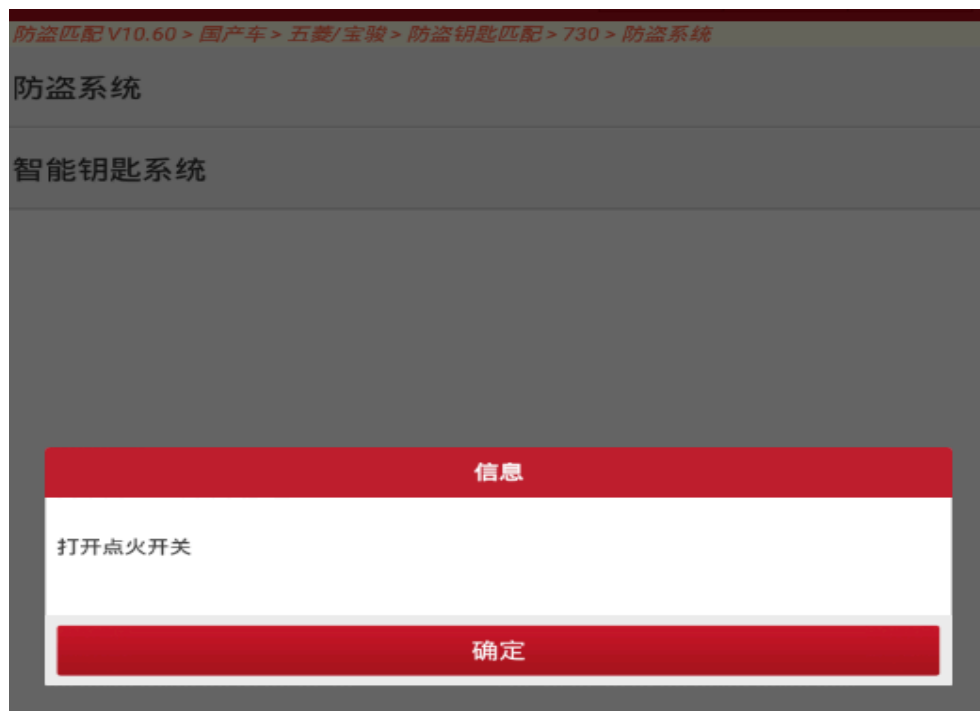 防盗匹配 V10.60 > 国产车 > 五菱/宝骏 > 防盗钥匙匹配 > 730 > 防盗系统
防盗系统
智能钥匙系统
信息
打开点火开关
确定